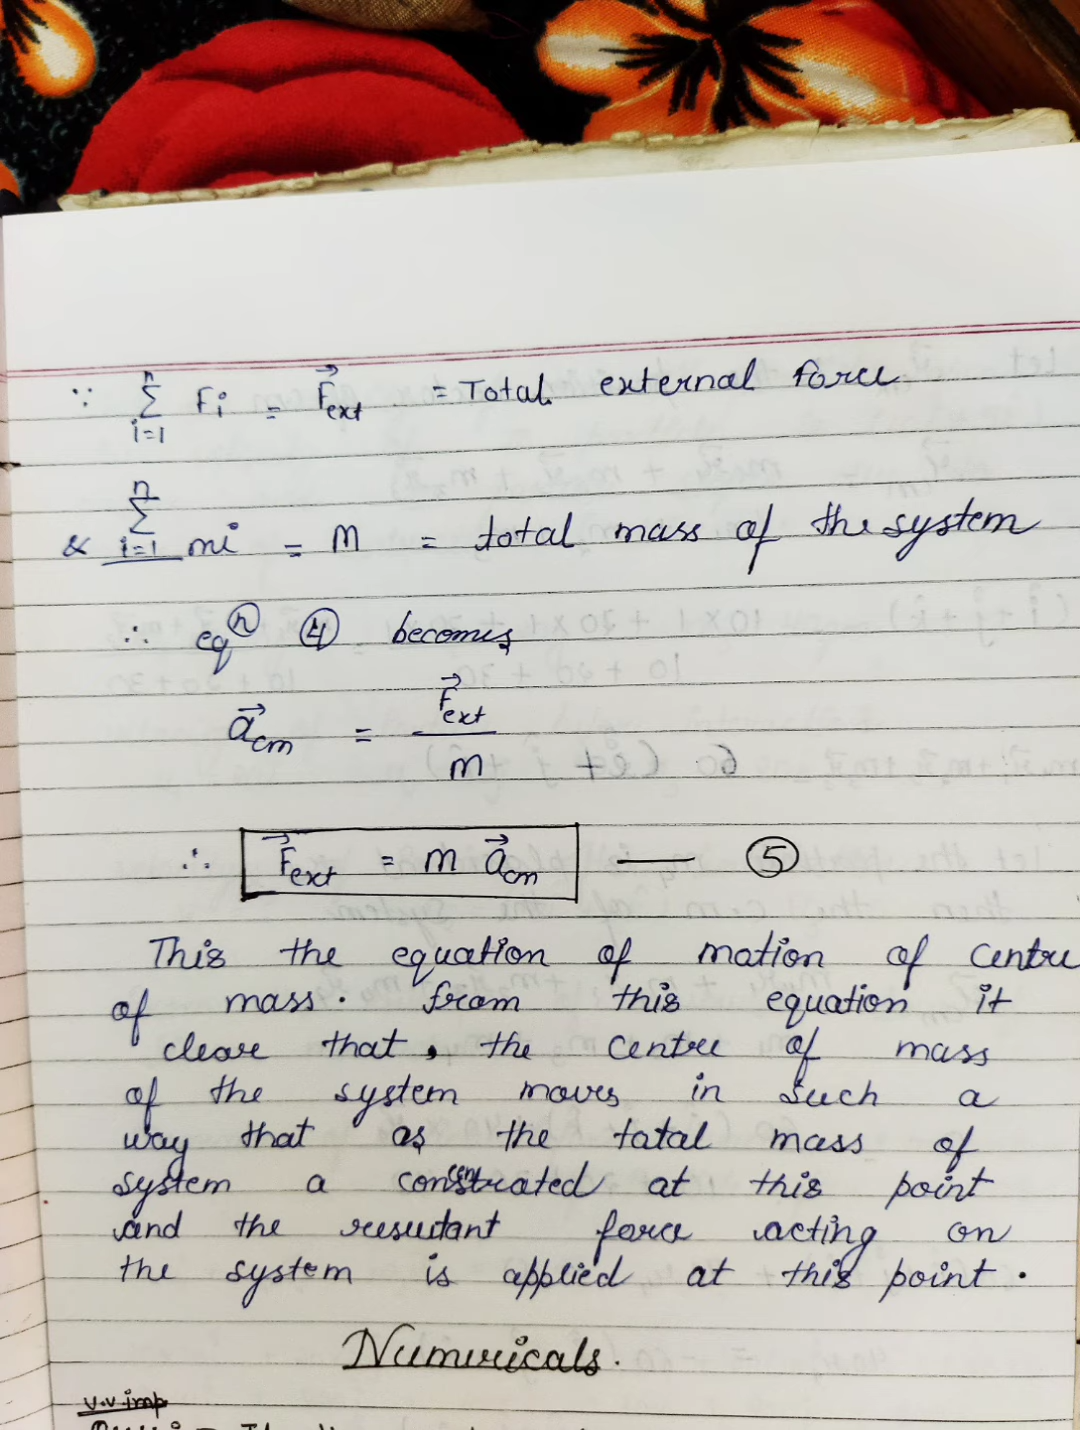 ∵ n Σ i=1 Fi = F⃗ext = Total external force
& n Σ i=1 mi = M = total mass of the system
∴ eqⁿ ④ becomes
a⃗cm = F⃗ext / m
∴ F⃗ext = m a⃗cm — ⑤
This the equation of motion of centre
of mass. from this equation it
clear that, the centre of mass
of the system moves in such a
way that as the total mass of
system a at this point
and the resultant force acting on
the system is applied at this point.
Numericals.
v.v.imp